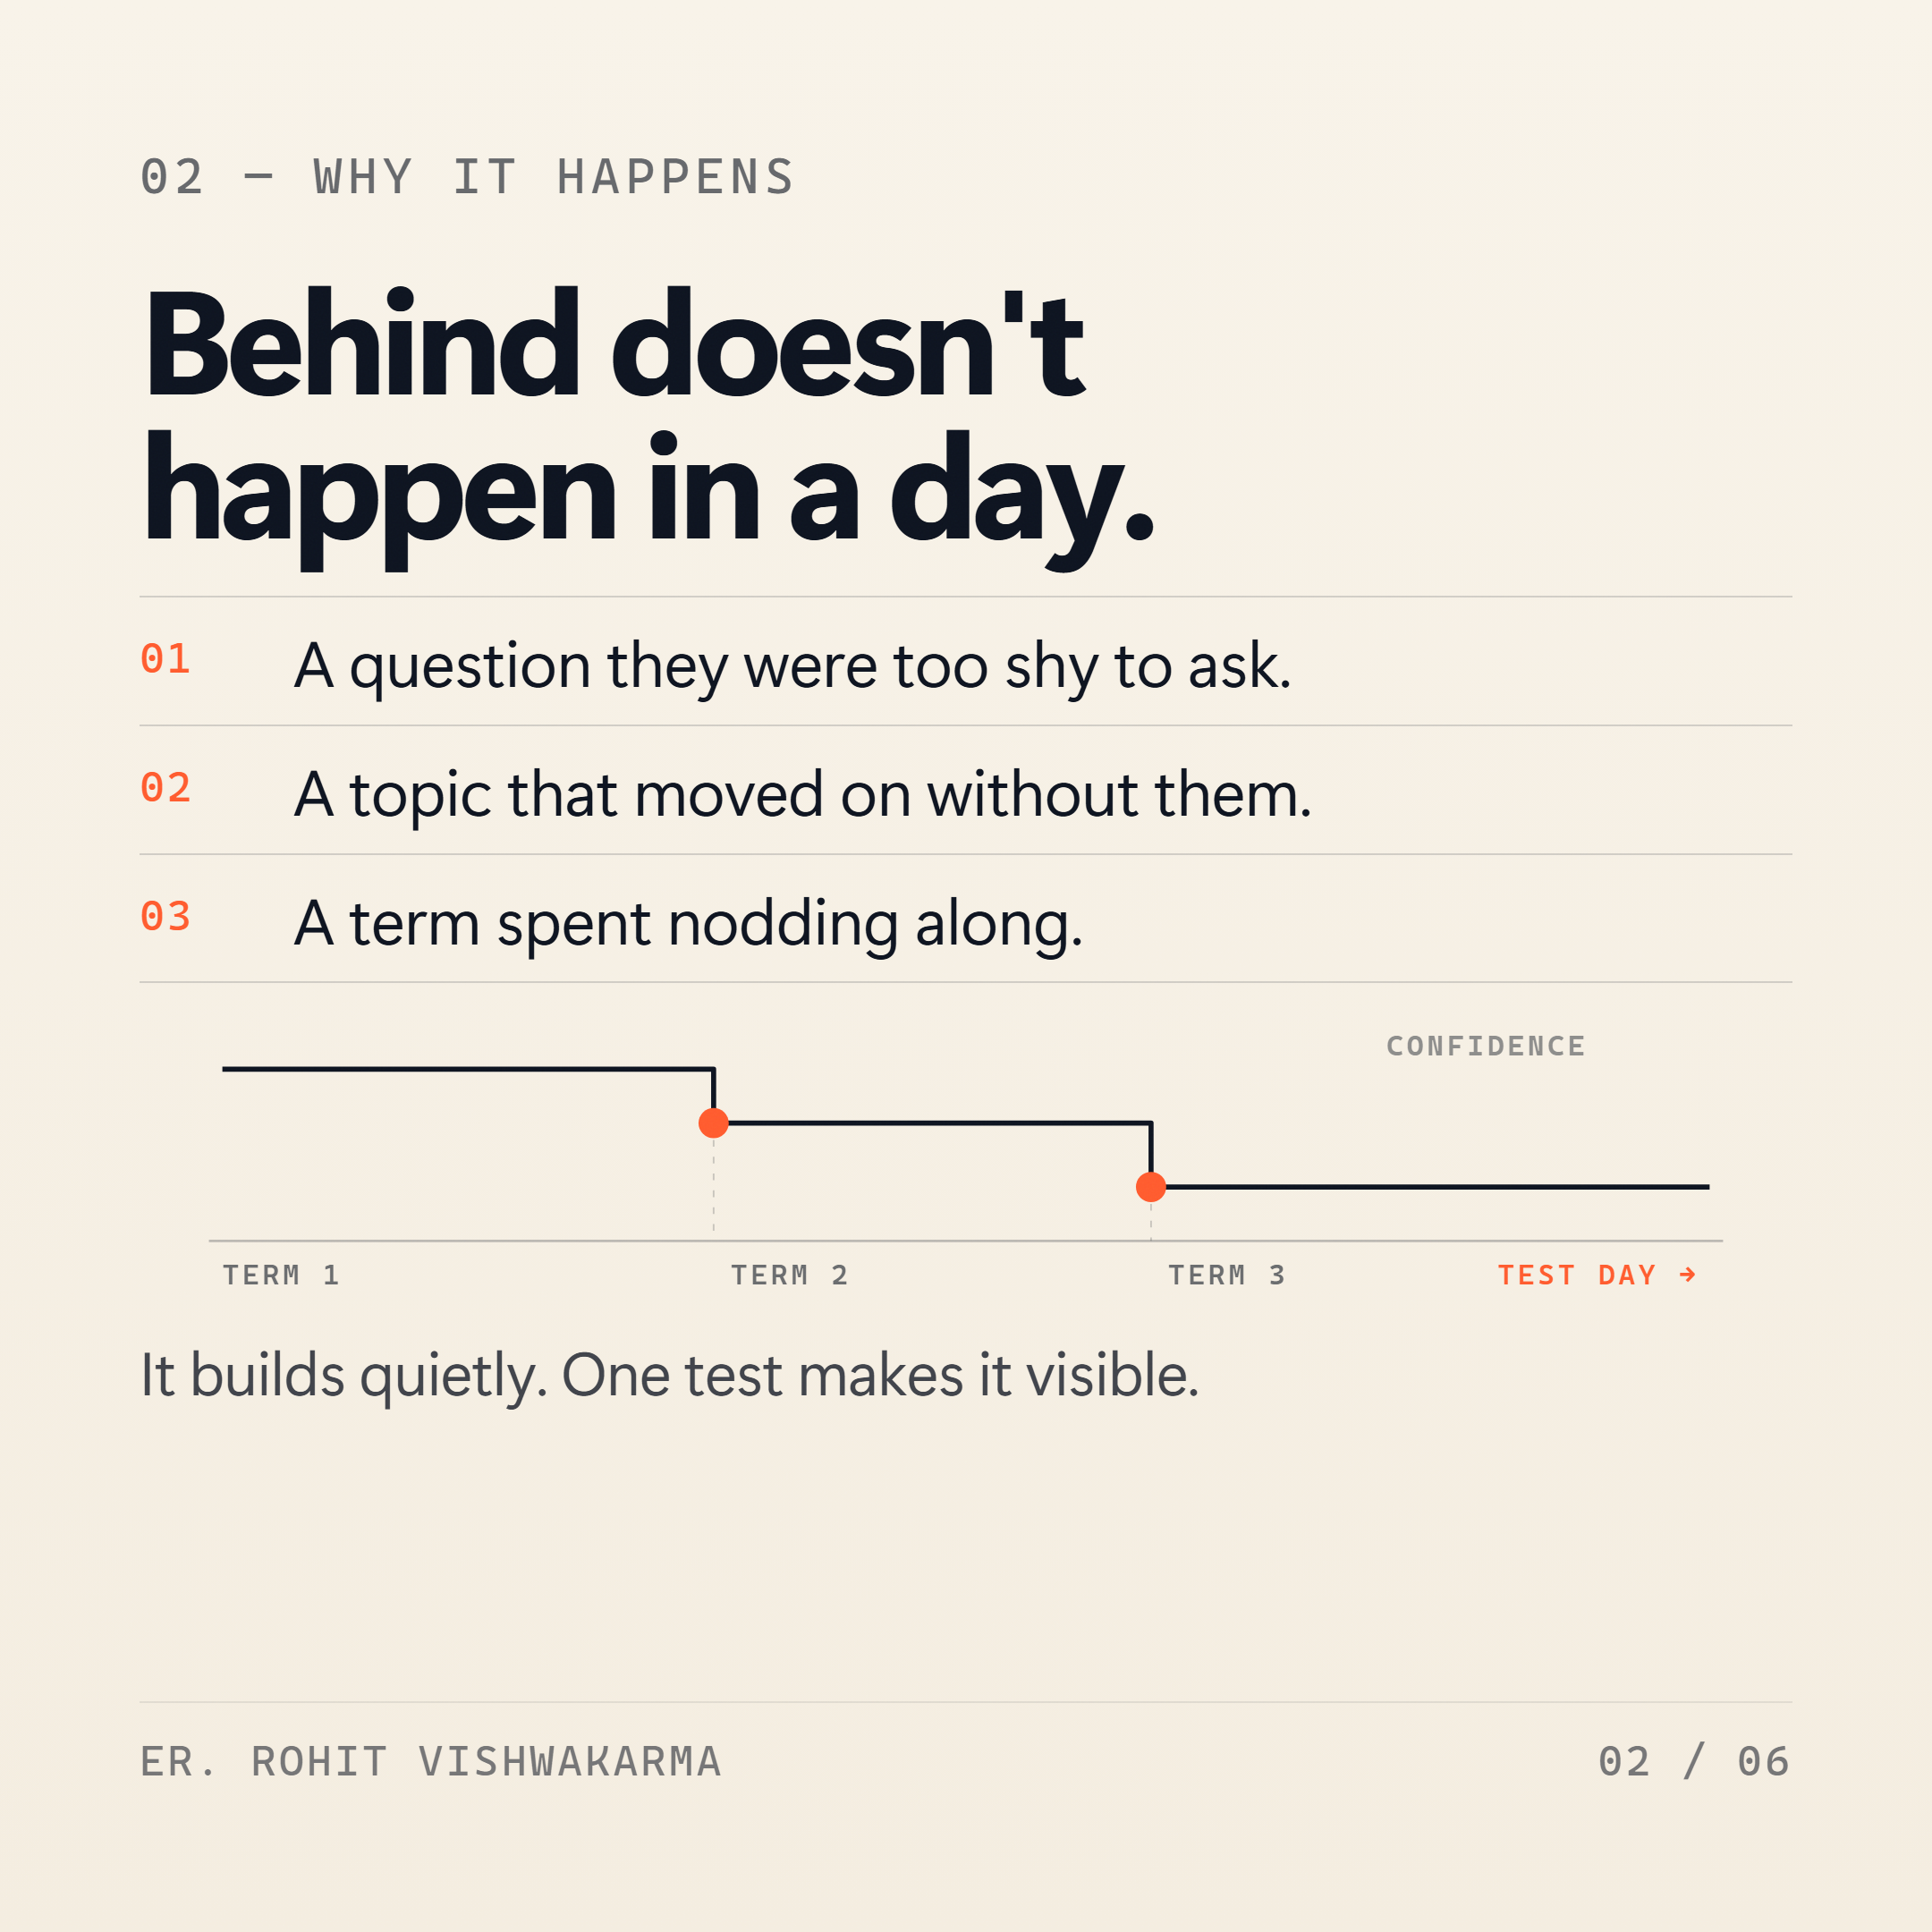 02 — WHY IT HAPPENS
Behind doesn't
happen in a day.
01 A question they were too shy to ask.
02 A topic that moved on without them.
03 A term spent nodding along.
CONFIDENCE
TERM 1 TERM 2 TERM 3 TEST DAY →
It builds quietly. One test makes it visible.
ER. ROHIT VISHWAKARMA 02 / 06